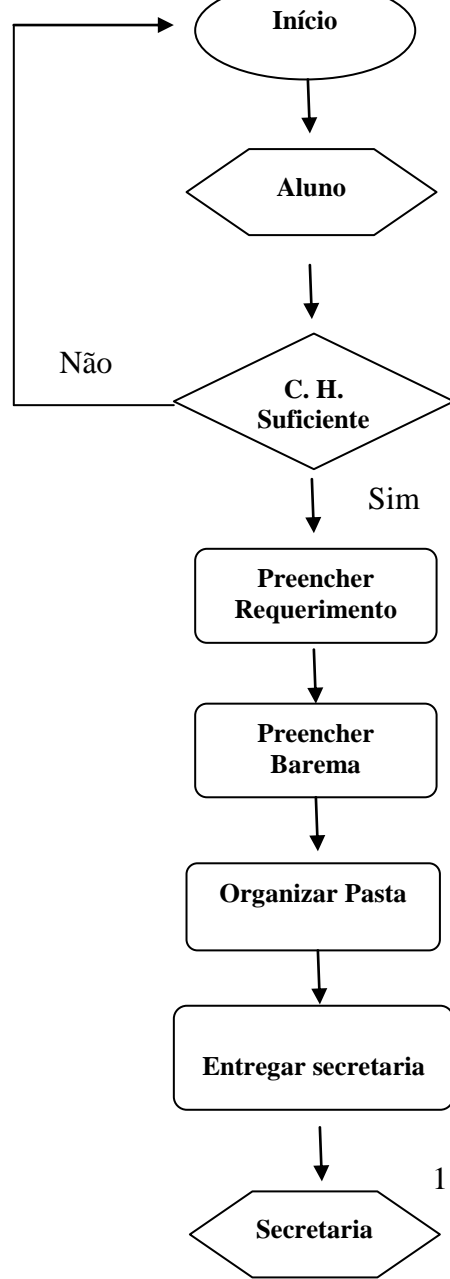 Início
Aluno
Não
C. H.
Suficiente
Sim
Preencher
Requerimento
Preencher
Barema
Organizar Pasta
Entregar secretaria
1
Secretaria